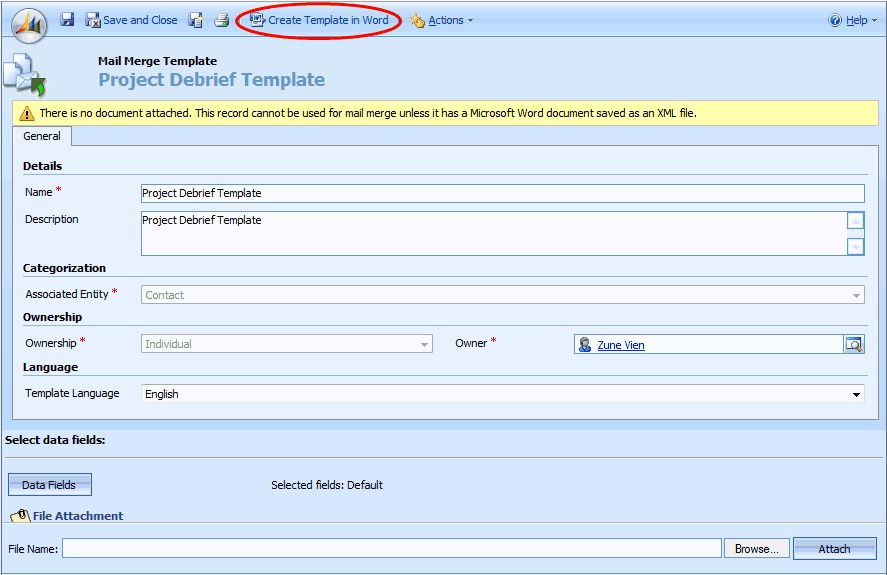 Save and Close Create Template in Word Actions Help
Mail Merge Template
Project Debrief Template
There is no document attached. This record cannot be used for mail merge unless it has a Microsoft Word document saved as an XML file.
General
Details
Name * Project Debrief Template
Description Project Debrief Template
Categorization
Associated Entity * Contact
Ownership
Ownership * Individual Owner * Zune Vien
Language
Template Language English
Select data fields:
Data Fields Selected fields: Default
File Attachment
File Name: Browse... Attach